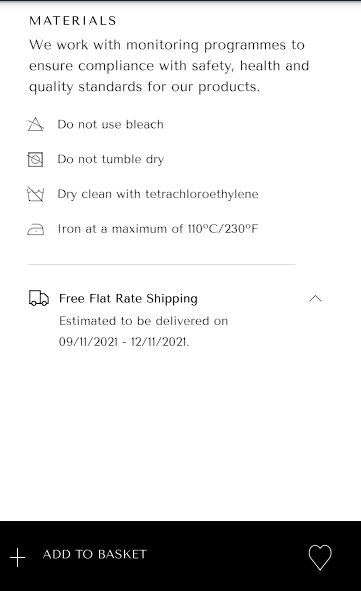 MATERIALS
We work with monitoring programmes to
ensure compliance with safety, health and
quality standards for our products.
Do not use bleach
Do not tumble dry
Dry clean with tetrachloroethylene
Iron at a maximum of 110ºC/230ºF
Free Flat Rate Shipping
Estimated to be delivered on
09/11/2021 - 12/11/2021.
ADD TO BASKET